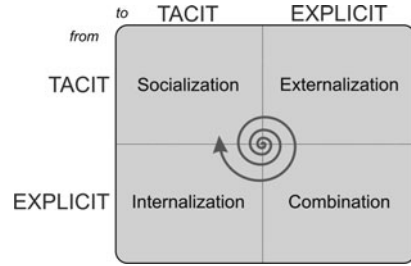 to TACIT EXPLICIT
from
TACIT Socialization Externalization
EXPLICIT Internalization Combination